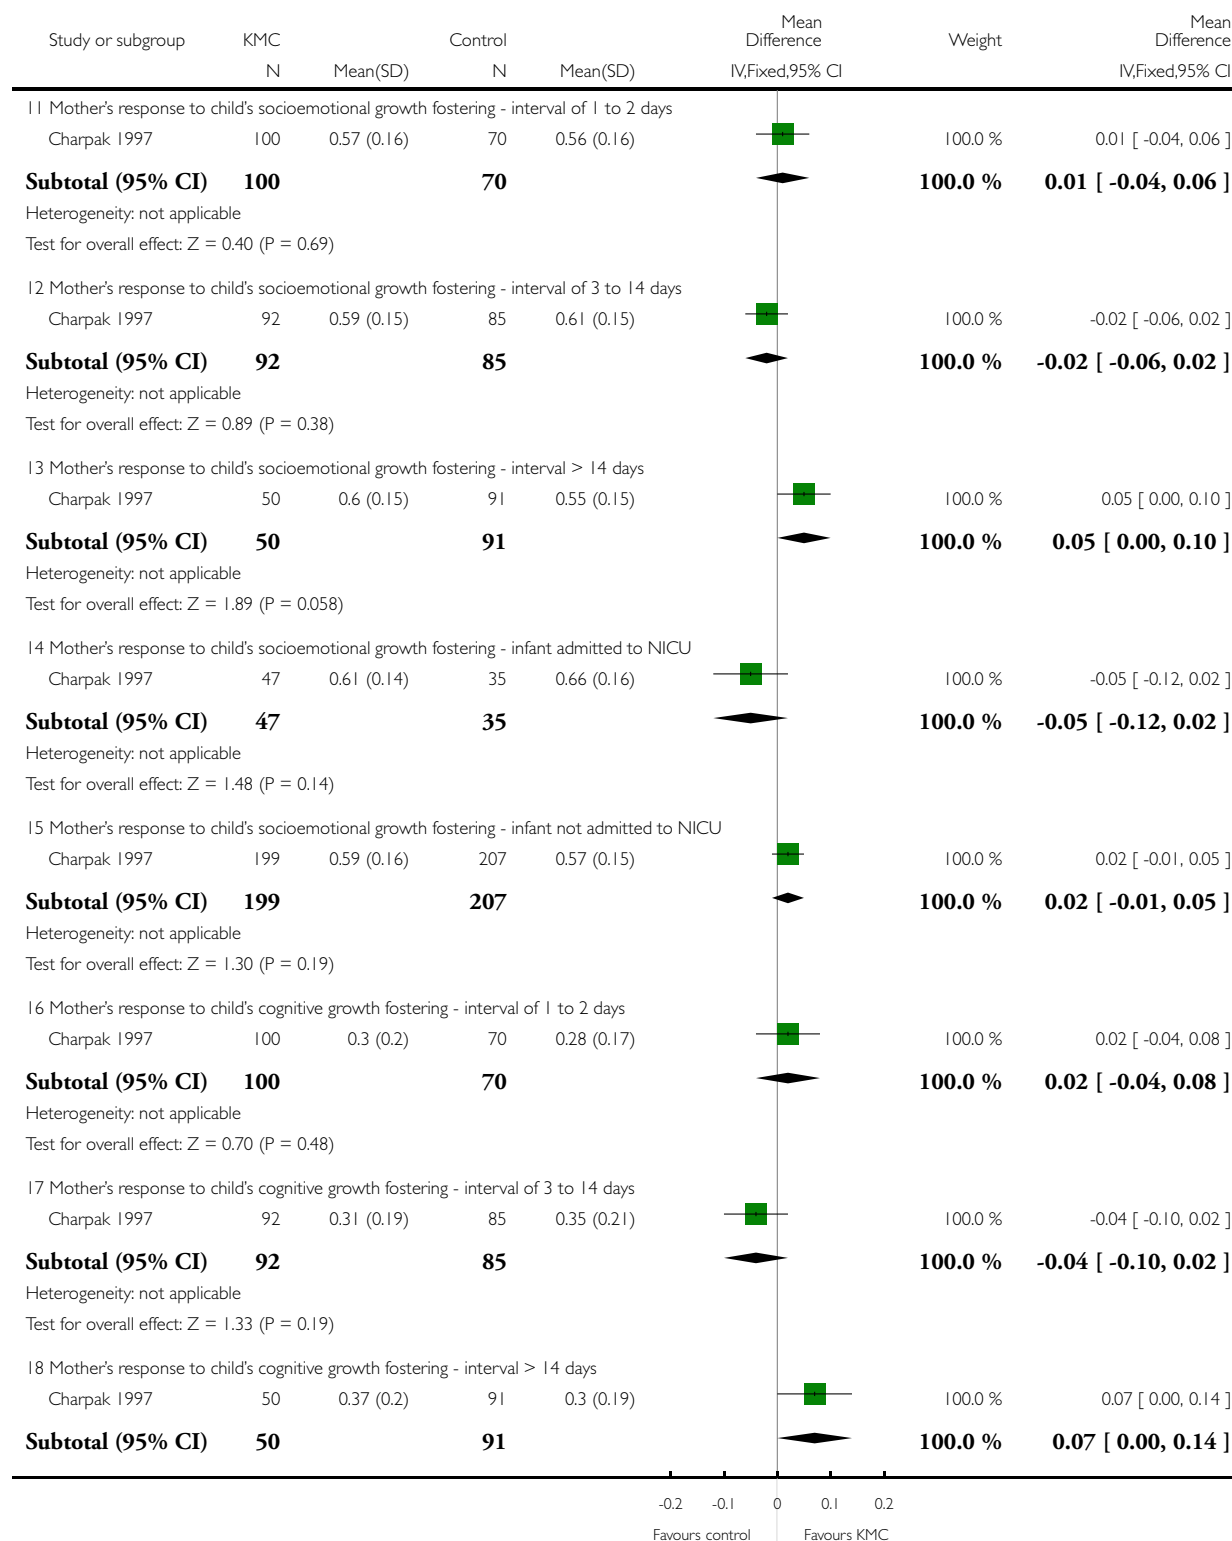 Study or subgroup KMC Control Mean Difference Weight Mean Difference
N Mean(SD) N Mean(SD) IV,Fixed,95% CI IV,Fixed,95% CI
11 Mother's response to child's socioemotional growth fostering - interval of 1 to 2 days
Charpak 1997 100 0.57 (0.16) 70 0.56 (0.16) 100.0 % 0.01 [ -0.04, 0.06 ]
Subtotal (95% CI) 100 70 100.0 % 0.01 [ -0.04, 0.06 ]
Heterogeneity: not applicable
Test for overall effect: Z = 0.40 (P = 0.69)
12 Mother's response to child's socioemotional growth fostering - interval of 3 to 14 days
Charpak 1997 92 0.59 (0.15) 85 0.61 (0.15) 100.0 % -0.02 [ -0.06, 0.02 ]
Subtotal (95% CI) 92 85 100.0 % -0.02 [ -0.06, 0.02 ]
Heterogeneity: not applicable
Test for overall effect: Z = 0.89 (P = 0.38)
13 Mother's response to child's socioemotional growth fostering - interval > 14 days
Charpak 1997 50 0.6 (0.15) 91 0.55 (0.15) 100.0 % 0.05 [ 0.00, 0.10 ]
Subtotal (95% CI) 50 91 100.0 % 0.05 [ 0.00, 0.10 ]
Heterogeneity: not applicable
Test for overall effect: Z = 1.89 (P = 0.058)
14 Mother's response to child's socioemotional growth fostering - infant admitted to NICU
Charpak 1997 47 0.61 (0.14) 35 0.66 (0.16) 100.0 % -0.05 [ -0.12, 0.02 ]
Subtotal (95% CI) 47 35 100.0 % -0.05 [ -0.12, 0.02 ]
Heterogeneity: not applicable
Test for overall effect: Z = 1.48 (P = 0.14)
15 Mother's response to child's socioemotional growth fostering - infant not admitted to NICU
Charpak 1997 199 0.59 (0.16) 207 0.57 (0.15) 100.0 % 0.02 [ -0.01, 0.05 ]
Subtotal (95% CI) 199 207 100.0 % 0.02 [ -0.01, 0.05 ]
Heterogeneity: not applicable
Test for overall effect: Z = 1.30 (P = 0.19)
16 Mother's response to child's cognitive growth fostering - interval of 1 to 2 days
Charpak 1997 100 0.3 (0.2) 70 0.28 (0.17) 100.0 % 0.02 [ -0.04, 0.08 ]
Subtotal (95% CI) 100 70 100.0 % 0.02 [ -0.04, 0.08 ]
Heterogeneity: not applicable
Test for overall effect: Z = 0.70 (P = 0.48)
17 Mother's response to child's cognitive growth fostering - interval of 3 to 14 days
Charpak 1997 92 0.31 (0.19) 85 0.35 (0.21) 100.0 % -0.04 [ -0.10, 0.02 ]
Subtotal (95% CI) 92 85 100.0 % -0.04 [ -0.10, 0.02 ]
Heterogeneity: not applicable
Test for overall effect: Z = 1.33 (P = 0.19)
18 Mother's response to child's cognitive growth fostering - interval > 14 days
Charpak 1997 50 0.37 (0.2) 91 0.3 (0.19) 100.0 % 0.07 [ 0.00, 0.14 ]
Subtotal (95% CI) 50 91 100.0 % 0.07 [ 0.00, 0.14 ]
-0.2 -0.1 0 0.1 0.2
Favours control Favours KMC